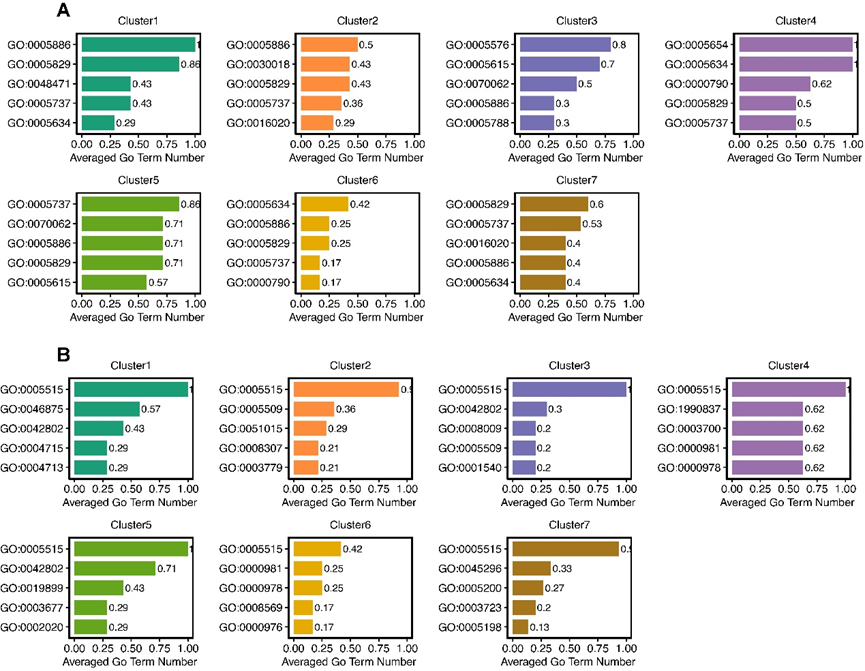 A
Cluster1
GO:0005886 1
GO:0005829 0.86
GO:0048471 0.43
GO:0005737 0.43
GO:0005634 0.29
0.00 0.25 0.50 0.75 1.00
Averaged Go Term Number
Cluster2
GO:0005886 0.5
GO:0030018 0.43
GO:0005829 0.43
GO:0005737 0.36
GO:0016020 0.29
0.00 0.25 0.50 0.75 1.00
Averaged Go Term Number
Cluster3
GO:0005576 0.8
GO:0005615 0.7
GO:0070062 0.5
GO:0005886 0.3
GO:0005788 0.3
0.00 0.25 0.50 0.75 1.00
Averaged Go Term Number
Cluster4
GO:0005654 1
GO:0005634 1
GO:0000790 0.62
GO:0005829 0.5
GO:0005737 0.5
0.00 0.25 0.50 0.75 1.00
Averaged Go Term Number
Cluster5
GO:0005737 0.86
GO:0070062 0.71
GO:0005886 0.71
GO:0005829 0.71
GO:0005615 0.57
0.00 0.25 0.50 0.75 1.00
Averaged Go Term Number
Cluster6
GO:0005634 0.42
GO:0005886 0.25
GO:0005829 0.25
GO:0005737 0.17
GO:0000790 0.17
0.00 0.25 0.50 0.75 1.00
Averaged Go Term Number
Cluster7
GO:0005829 0.6
GO:0005737 0.53
GO:0016020 0.4
GO:0005886 0.4
GO:0005634 0.4
0.00 0.25 0.50 0.75 1.00
Averaged Go Term Number
B
Cluster1
GO:0005515 1
GO:0046875 0.57
GO:0042802 0.43
GO:0004715 0.29
GO:0004713 0.29
0.00 0.25 0.50 0.75 1.00
Averaged Go Term Number
Cluster2
GO:0005515
GO:0005509 0.36
GO:0051015 0.29
GO:0008307 0.21
GO:0003779 0.21
0.00 0.25 0.50 0.75 1.00
Averaged Go Term Number
Cluster3
GO:0005515 1
GO:0042802 0.3
GO:0008009 0.2
GO:0005509 0.2
GO:0001540 0.2
0.00 0.25 0.50 0.75 1.00
Averaged Go Term Number
Cluster4
GO:0005515 1
GO:1990837 0.62
GO:0003700 0.62
GO:0000981 0.62
GO:0000978 0.62
0.00 0.25 0.50 0.75 1.00
Averaged Go Term Number
Cluster5
GO:0005515 1
GO:0042802 0.71
GO:0019899 0.43
GO:0003677 0.29
GO:0002020 0.29
0.00 0.25 0.50 0.75 1.00
Averaged Go Term Number
Cluster6
GO:0005515 0.42
GO:0000981 0.25
GO:0000978 0.25
GO:0008569 0.17
GO:0000976 0.17
0.00 0.25 0.50 0.75 1.00
Averaged Go Term Number
Cluster7
GO:0005515
GO:0045296 0.33
GO:0005200 0.27
GO:0003723 0.2
GO:0005198 0.13
0.00 0.25 0.50 0.75 1.00
Averaged Go Term Number